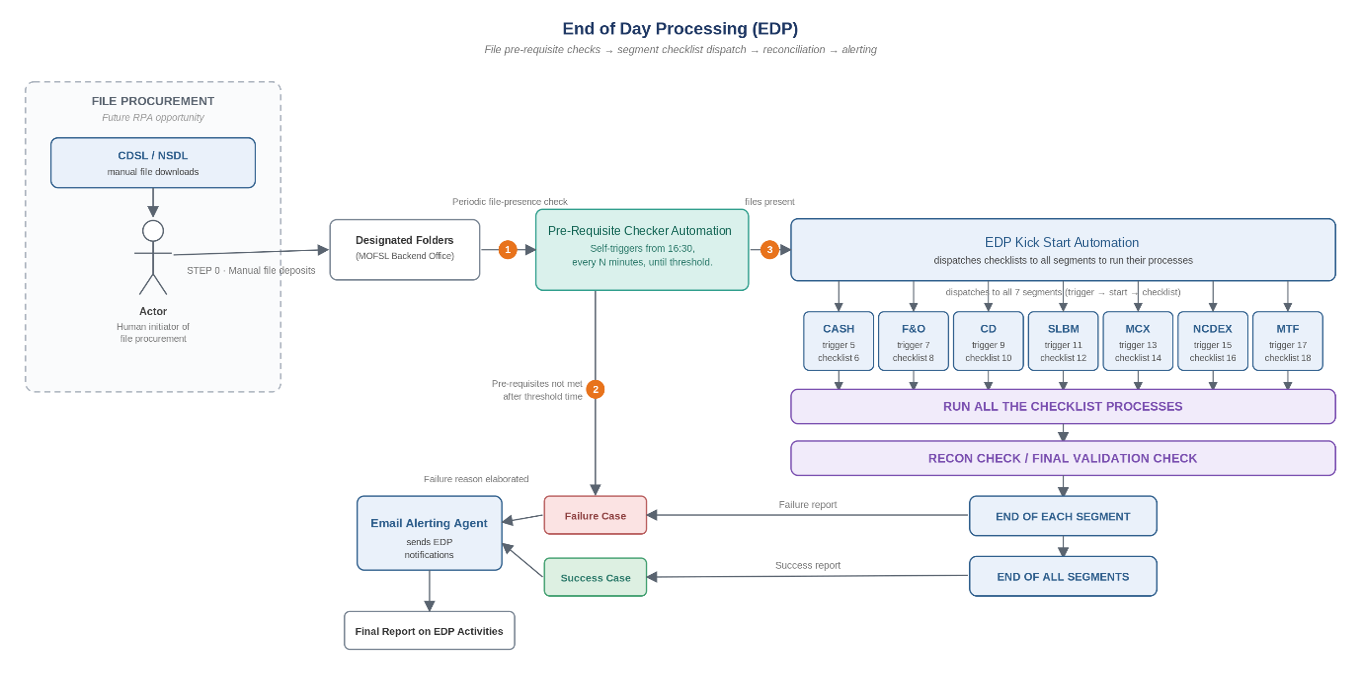 End of Day Processing (EDP)
File pre-requisite checks → segment checklist dispatch → reconciliation → alerting
FILE PROCUREMENT
Future RPA opportunity
CDSL / NSDL
manual file downloads
STEP 0 · Manual file deposits
Actor
Human initiator of
file procurement
Designated Folders
(MOFSL Backend Office)
Periodic file-presence check
1
Pre-Requisite Checker Automation
Self-triggers from 16:30,
every N minutes, until threshold.
files present
3
EDP Kick Start Automation
dispatches checklists to all segments to run their processes
dispatches to all 7 segments (trigger → start → checklist)
CASH
trigger 5
checklist 6
F&O
trigger 7
checklist 8
CD
trigger 9
checklist 10
SLBM
trigger 11
checklist 12
MCX
trigger 13
checklist 14
NCDEX
trigger 15
checklist 16
MTF
trigger 17
checklist 18
RUN ALL THE CHECKLIST PROCESSES
RECON CHECK / FINAL VALIDATION CHECK
Pre-requisites not met
after threshold time
2
Failure reason elaborated
Email Alerting Agent
sends EDP
notifications
Failure Case
Failure report
END OF EACH SEGMENT
Success Case
Success report
END OF ALL SEGMENTS
Final Report on EDP Activities